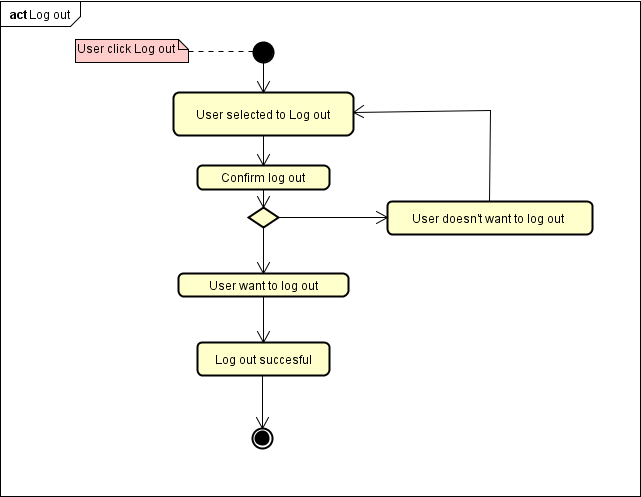 act Log out
User click Log out
User selected to Log out
Confirm log out
User doesn't want to log out
User want to log out
Log out succesful